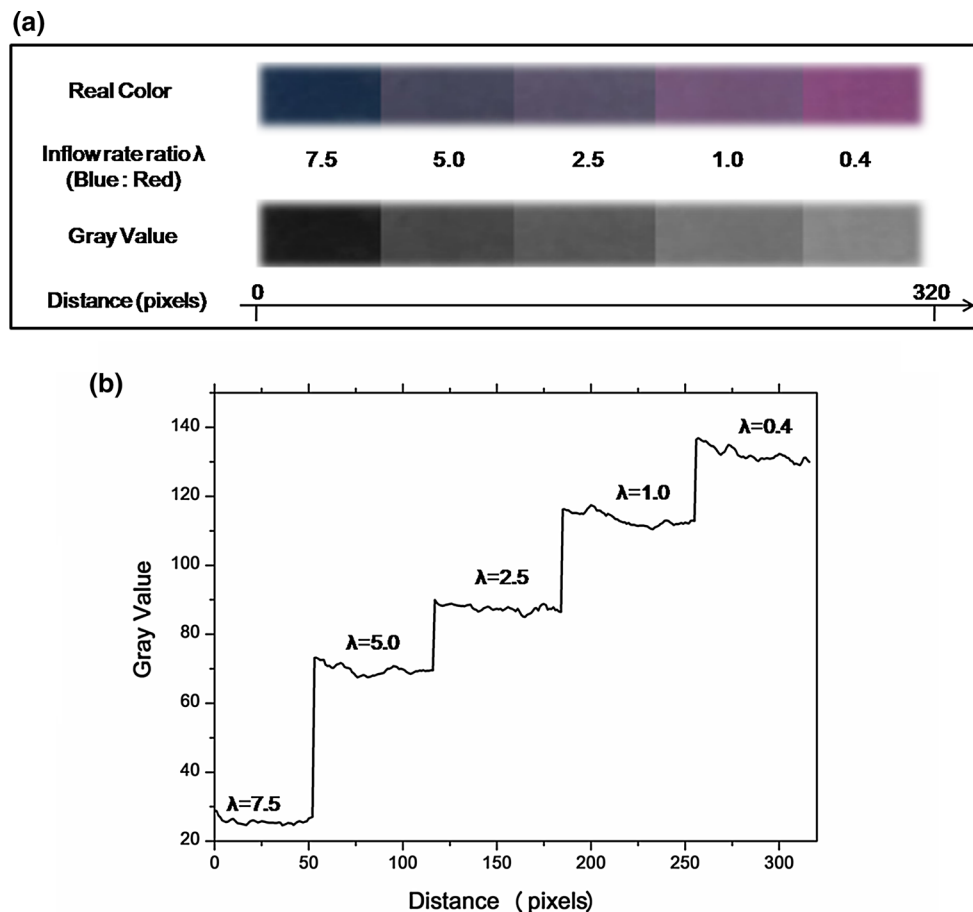 (a)
Real Color
Inflow rate ratio λ
(Blue : Red)
7.5 5.0 2.5 1.0 0.4
Gray Value
Distance (pixels)
0 320
(b)
140
120
100
80
60
40
20
Gray Value
λ=7.5
λ=5.0
λ=2.5
λ=1.0
λ=0.4
0 50 100 150 200 250 300
Distance (pixels)